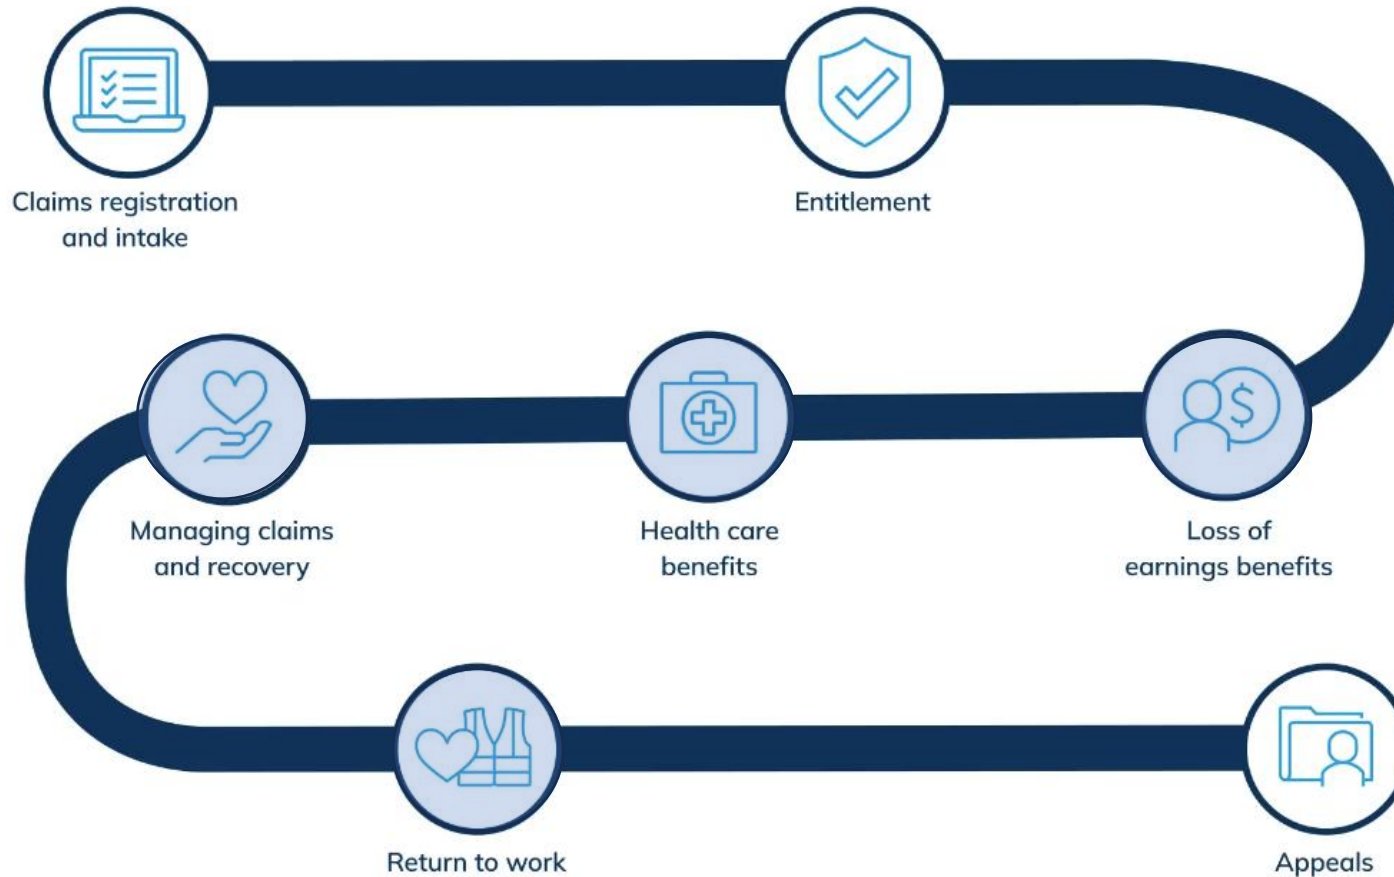 Claims registration
and intake
Entitlement
$
Managing claims
and recovery
Health care
benefits
Loss of
earnings benefits
Return to work
Appeals